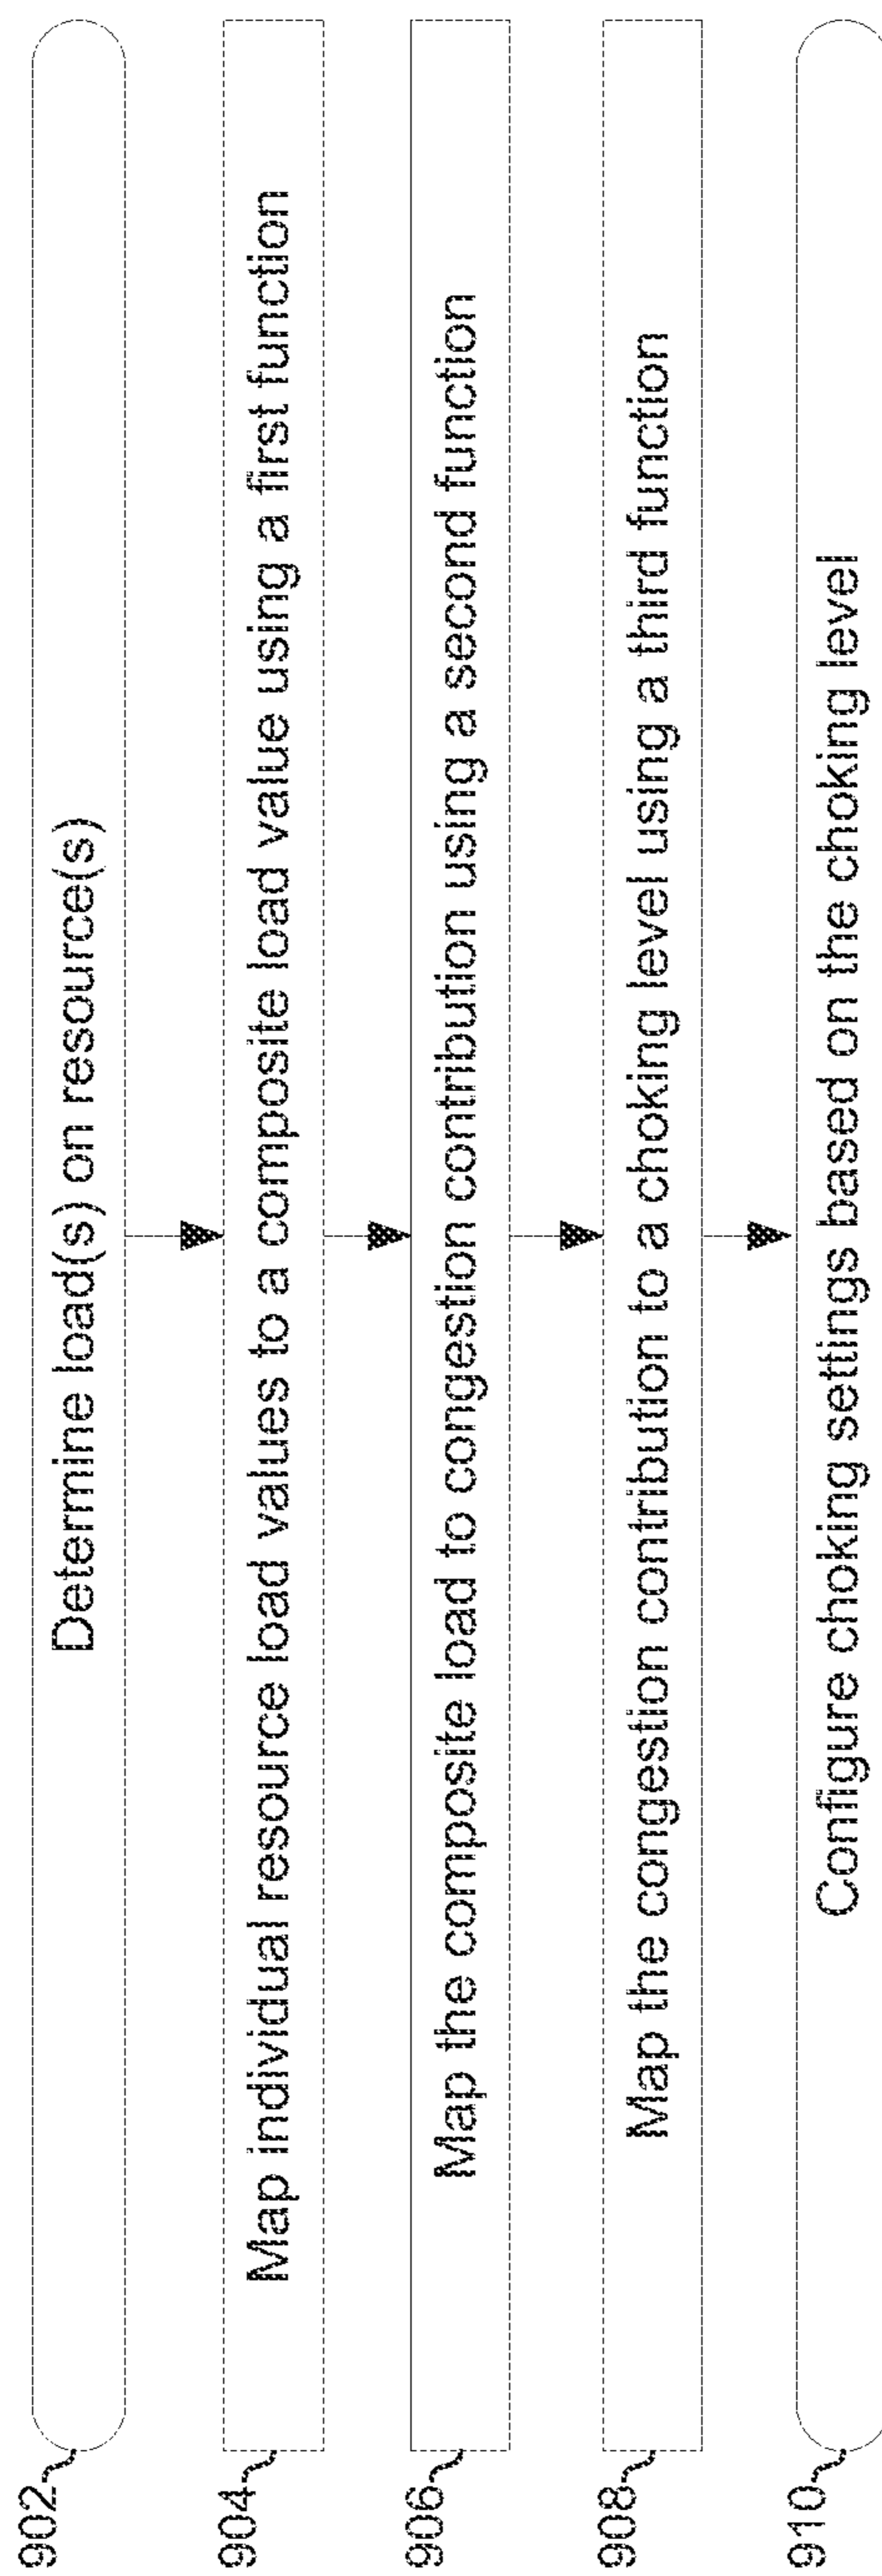 902
Determine load(s) on resource(s)
904
Map individual resource load values to a composite load value using a first function
906
Map the composite load to congestion contribution using a second function
908
Map the congestion contribution to a choking level using a third function
910
Configure choking settings based on the choking level